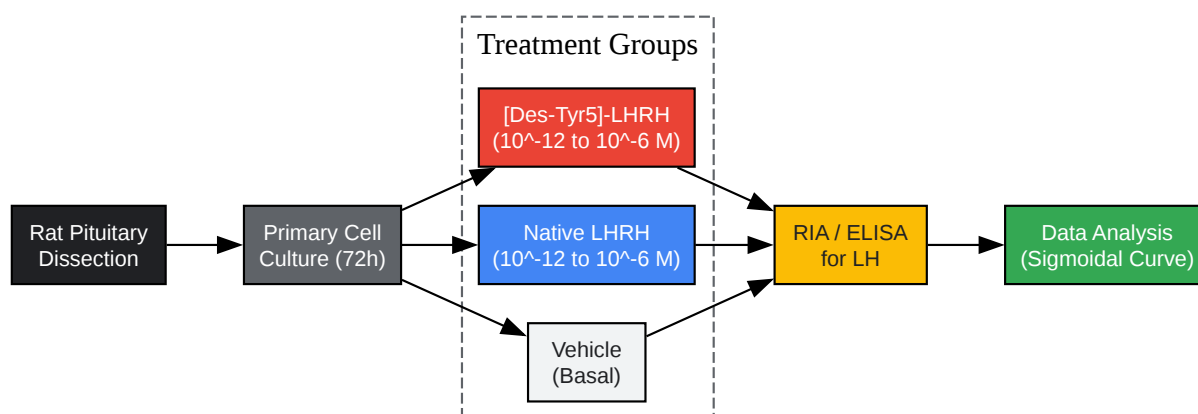 Treatment Groups
[Des-Tyr5]-LHRH
(10^-12 to 10^-6 M)
Rat Pituitary
Dissection
Primary Cell
Culture (72h)
Native LHRH
(10^-12 to 10^-6 M)
RIA / ELISA
for LH
Data Analysis
(Sigmoidal Curve)
Vehicle
(Basal)